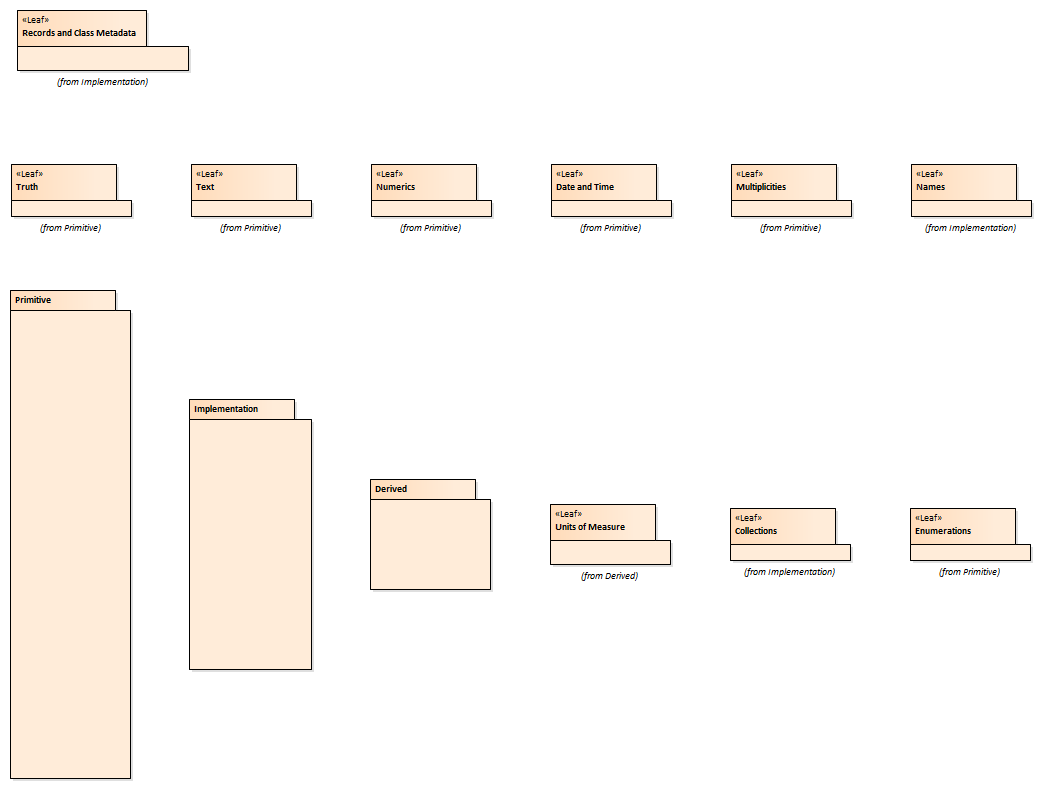 «Leaf»
Records and Class Metadata
(from Implementation)
«Leaf»
Truth
(from Primitive)
«Leaf»
Text
(from Primitive)
«Leaf»
Numerics
(from Primitive)
«Leaf»
Date and Time
(from Primitive)
«Leaf»
Multiplicities
(from Primitive)
«Leaf»
Names
(from Implementation)
Primitive
Implementation
Derived
«Leaf»
Units of Measure
(from Derived)
«Leaf»
Collections
(from Implementation)
«Leaf»
Enumerations
(from Primitive)